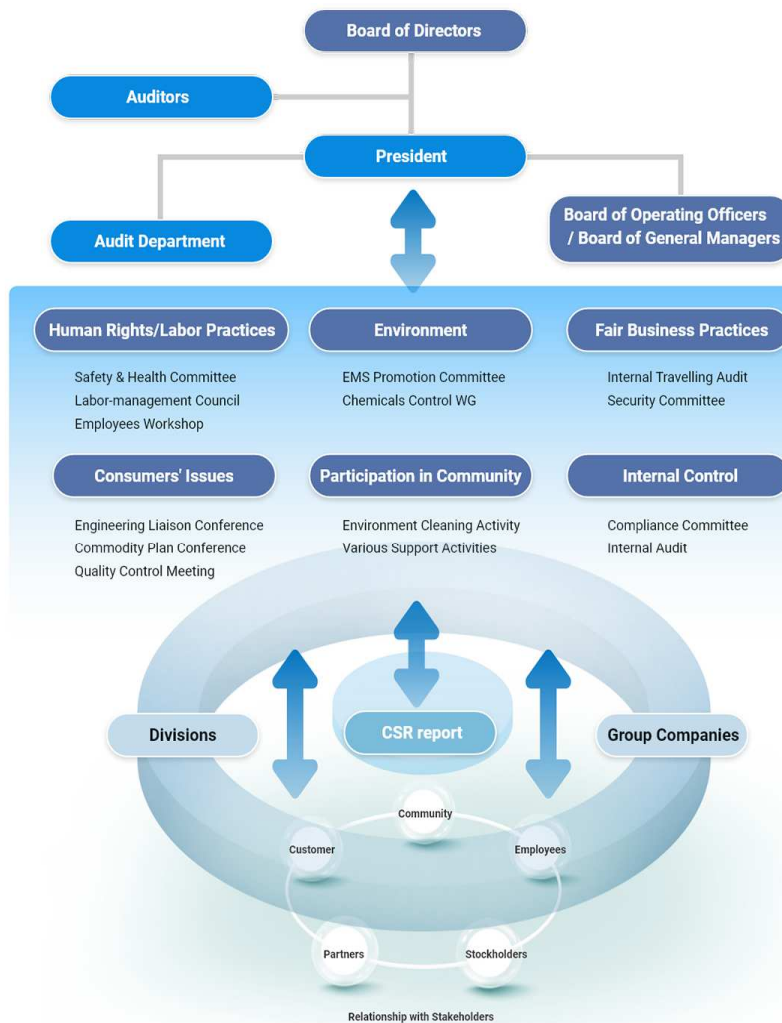 Board of Directors
Auditors
President
Audit Department
Board of Operating Officers
/ Board of General Managers
Human Rights/Labor Practices
Safety & Health Committee
Labor-management Council
Employees Workshop
Environment
EMS Promotion Committee
Chemicals Control WG
Fair Business Practices
Internal Travelling Audit
Security Committee
Consumers' Issues
Engineering Liaison Conference
Commodity Plan Conference
Quality Control Meeting
Participation in Community
Environment Cleaning Activity
Various Support Activities
Internal Control
Compliance Committee
Internal Audit
Divisions
CSR report
Group Companies
Community
Customer
Employees
Partners
Stockholders
Relationship with Stakeholders